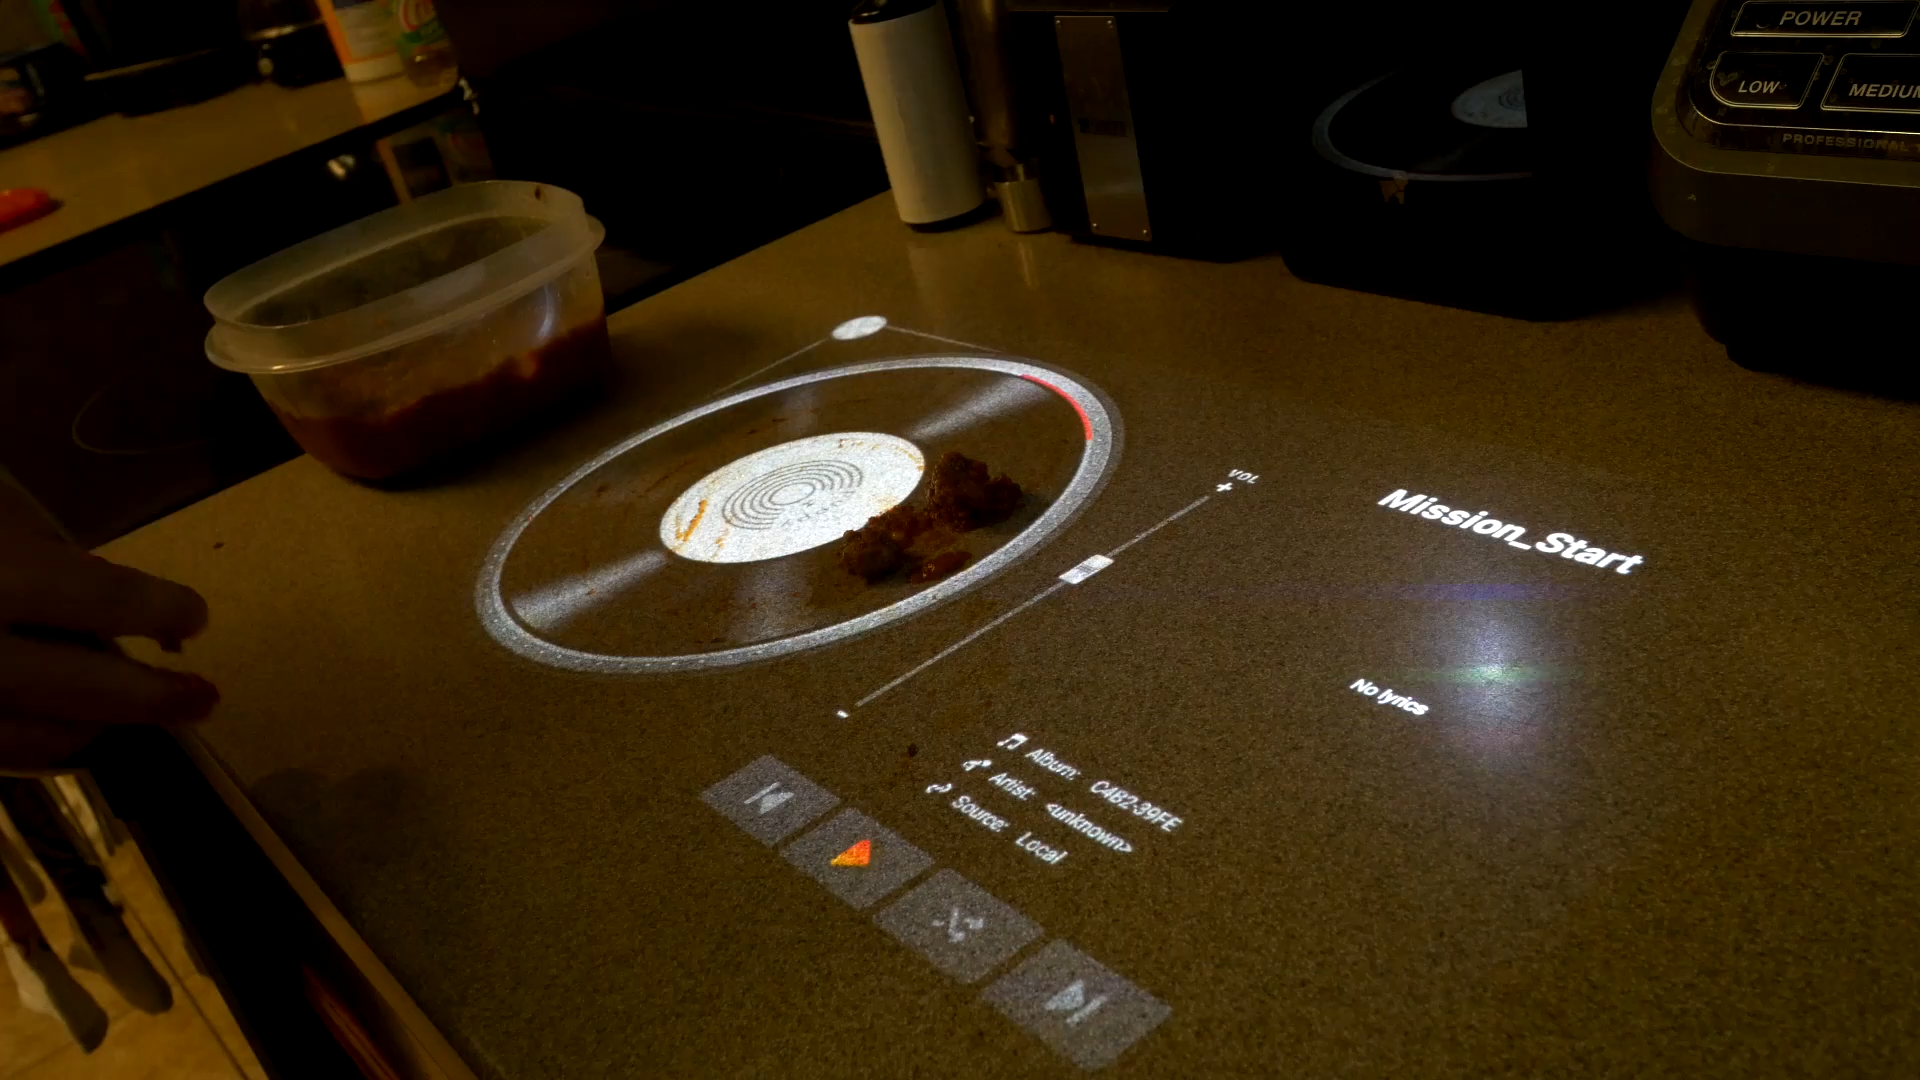 POWER
LOW
MEDIUM
PROFESSIONAL
VOL
+
-
Mission_Start
No lyrics
Album: C4B2-39FE
Artist: <unknown>
Source: Local